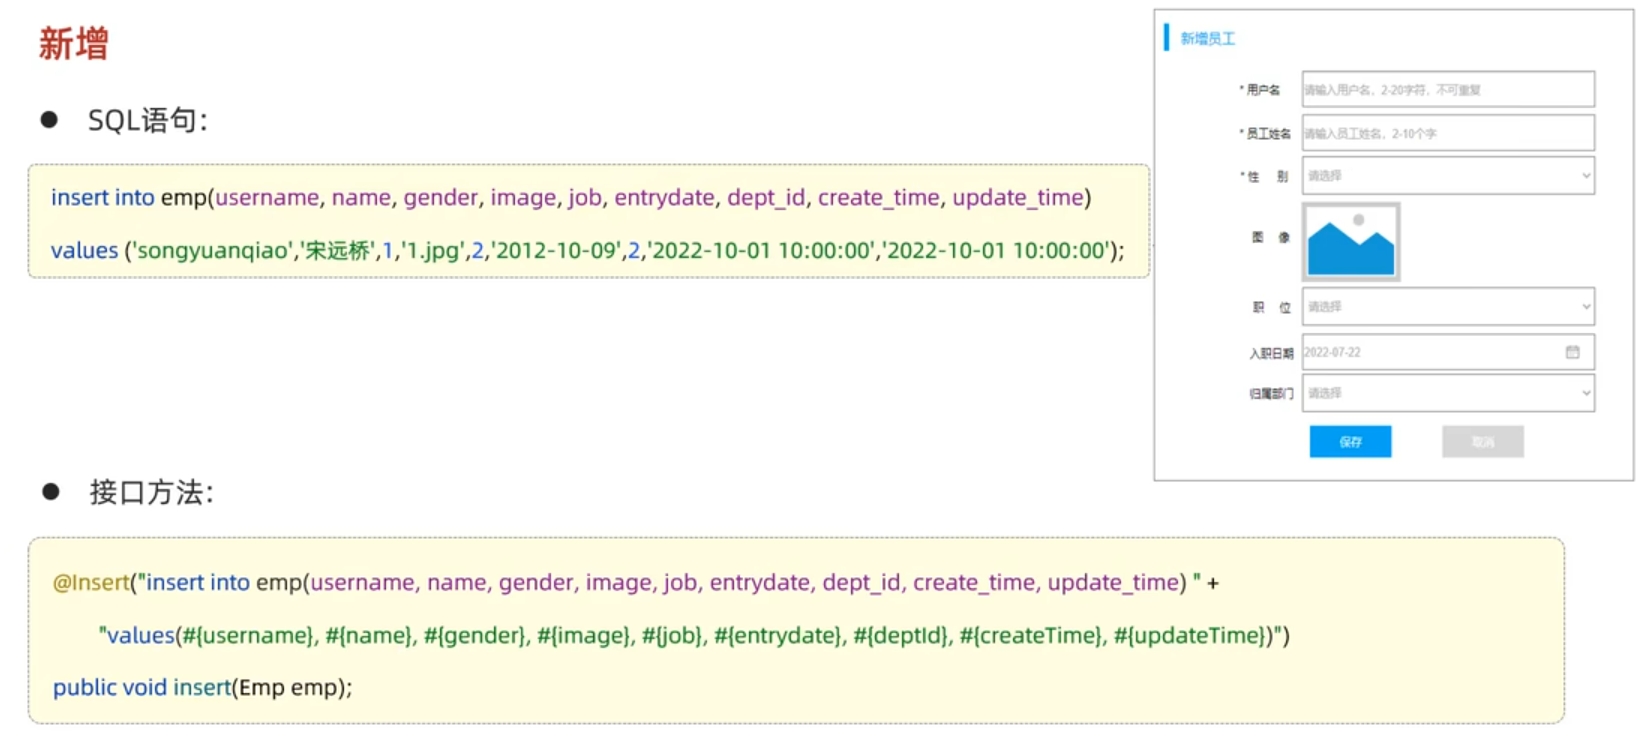 新增
● SQL语句：
insert into emp(username, name, gender, image, job, entrydate, dept_id, create_time, update_time)
values ('songyuanqiao','宋远桥',1,'1.jpg',2,'2012-10-09',2,'2022-10-01 10:00:00','2022-10-01 10:00:00');
新增员工
* 用户名 请输入用户名，2-20字符，不可重复
* 员工姓名 请输入员工姓名，2-10个字
* 性 别 请选择
图 像
职 位 请选择
入职日期 2022-07-22
归属部门 请选择
保存 取消
● 接口方法：
@Insert("insert into emp(username, name, gender, image, job, entrydate, dept_id, create_time, update_time) " +
"values(#{username}, #{name}, #{gender}, #{image}, #{job}, #{entrydate}, #{deptId}, #{createTime}, #{updateTime})")
public void insert(Emp emp);